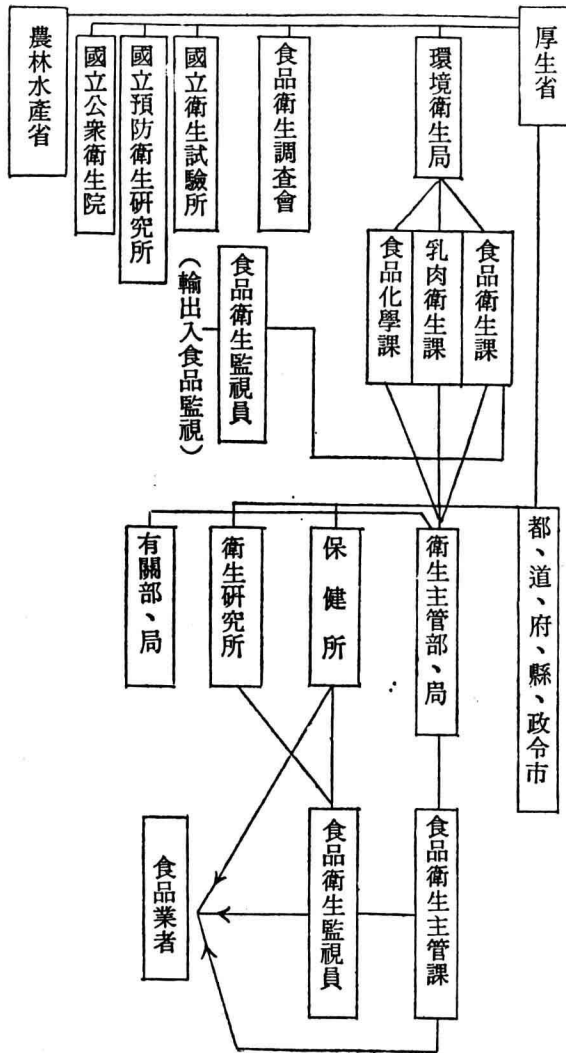 厚生省
農林水產省
環境衛生局
食品衛生調查會
國立衛生試驗所
國立預防衛生研究所
國立公衆衛生院
食品衛生課
乳肉衛生課
食品化學課
食品衛生監視員
(輸出入食品監視)
都、道、府、縣、政令市
衛生主管部、局
保健所
衛生研究所
有關部、局
食品衛生主管課
食品衛生監視員
食品業者